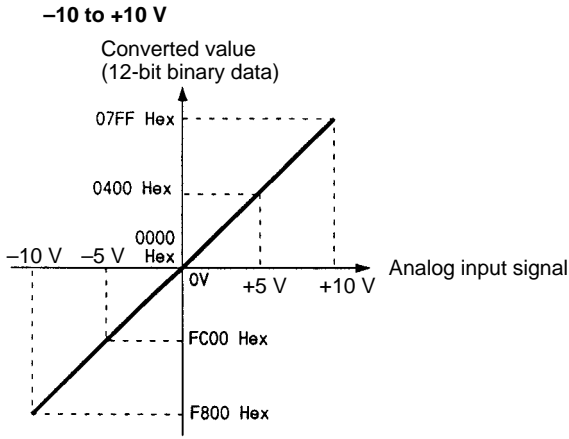 –10 to +10 V
Converted value
(12-bit binary data)
07FF Hex
0400 Hex
0000
Hex
–10 V
–5 V
0V
+5 V
+10 V
Analog input signal
FC00 Hex
F800 Hex